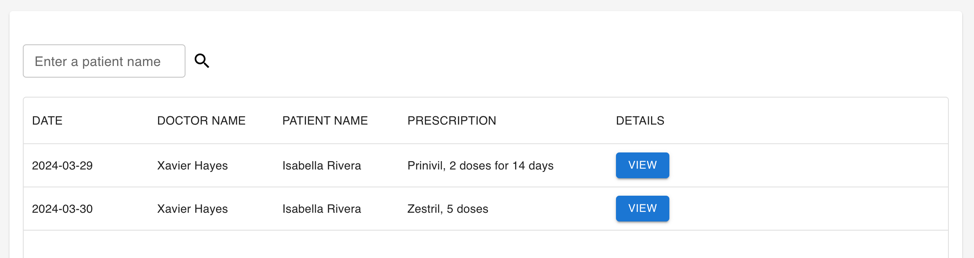 Enter a patient name
DATE DOCTOR NAME PATIENT NAME PRESCRIPTION DETAILS
2024-03-29 Xavier Hayes Isabella Rivera Prinivil, 2 doses for 14 days VIEW
2024-03-30 Xavier Hayes Isabella Rivera Zestril, 5 doses VIEW